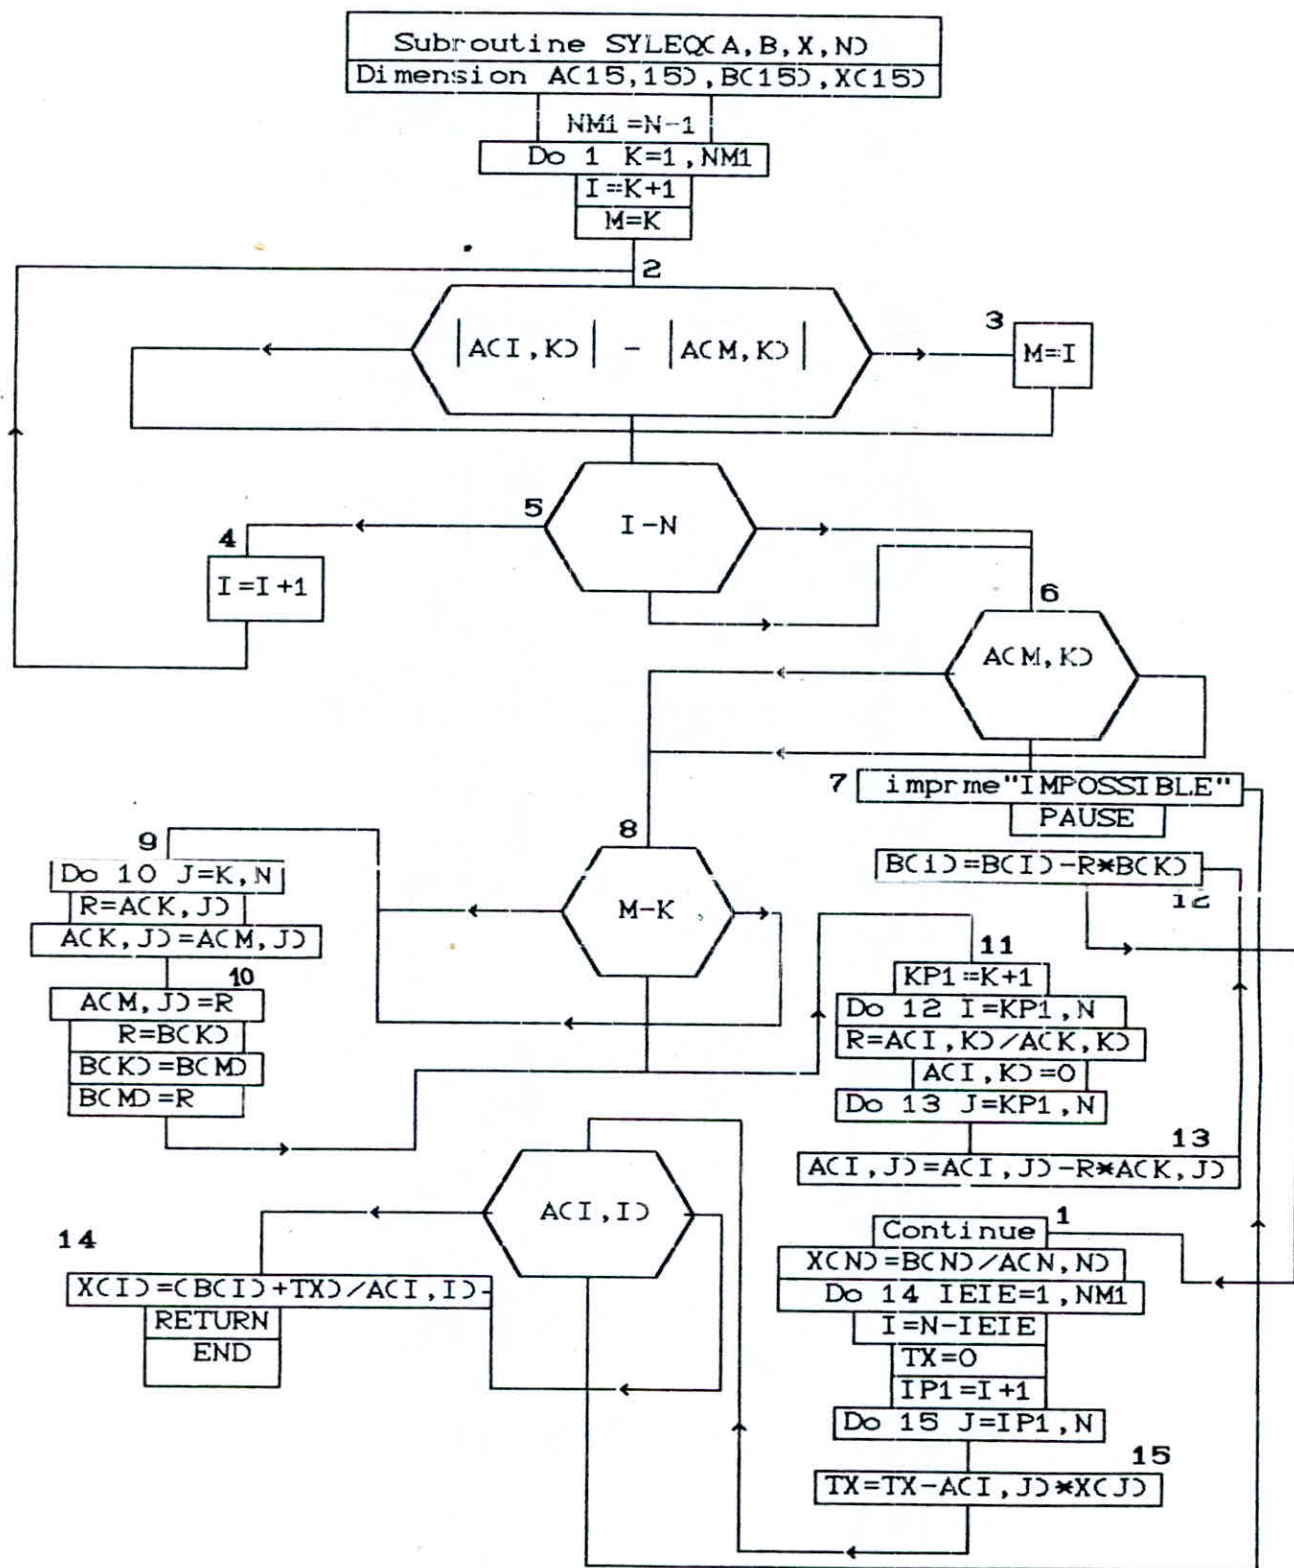 Subroutine SYLEQ(A,B,X,N)
Dimension A(15,15),B(15),X(15)
NM1=N-1
Do 1 K=1,NM1
I=K+1
M=K
2
|A(I,K)| - |A(M,K)|
3
M=I
5
I-N
4
I=I+1
6
A(M,K)
7
imprme"IMPOSSIBLE"
PAUSE
8
M-K
9
Do 10 J=K,N
R=A(K,J)
A(K,J)=A(M,J)
10
A(M,J)=R
R=B(K)
B(K)=B(M)
B(M)=R
B(i)=B(I)-R*B(K)
12
11
KP1=K+1
Do 12 I=KP1,N
R=A(I,K)/A(K,K)
A(I,K)=0
Do 13 J=KP1,N
13
A(I,J)=A(I,J)-R*A(K,J)
1
Continue
X(N)=B(N)/A(N,N)
Do 14 IEIE=1,NM1
I=N-IEIE
TX=0
IP1=I+1
Do 15 J=IP1,N
15
TX=TX-A(I,J)*X(J)
A(I,I)
14
X(I)=(B(I)+TX)/A(I,I)
RETURN
END